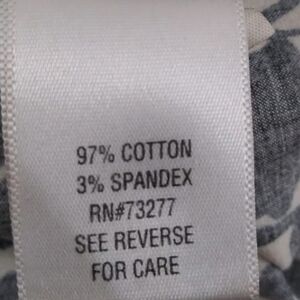 97% COTTON
3% SPANDEX
RN#73277
SEE REVERSE
FOR CARE